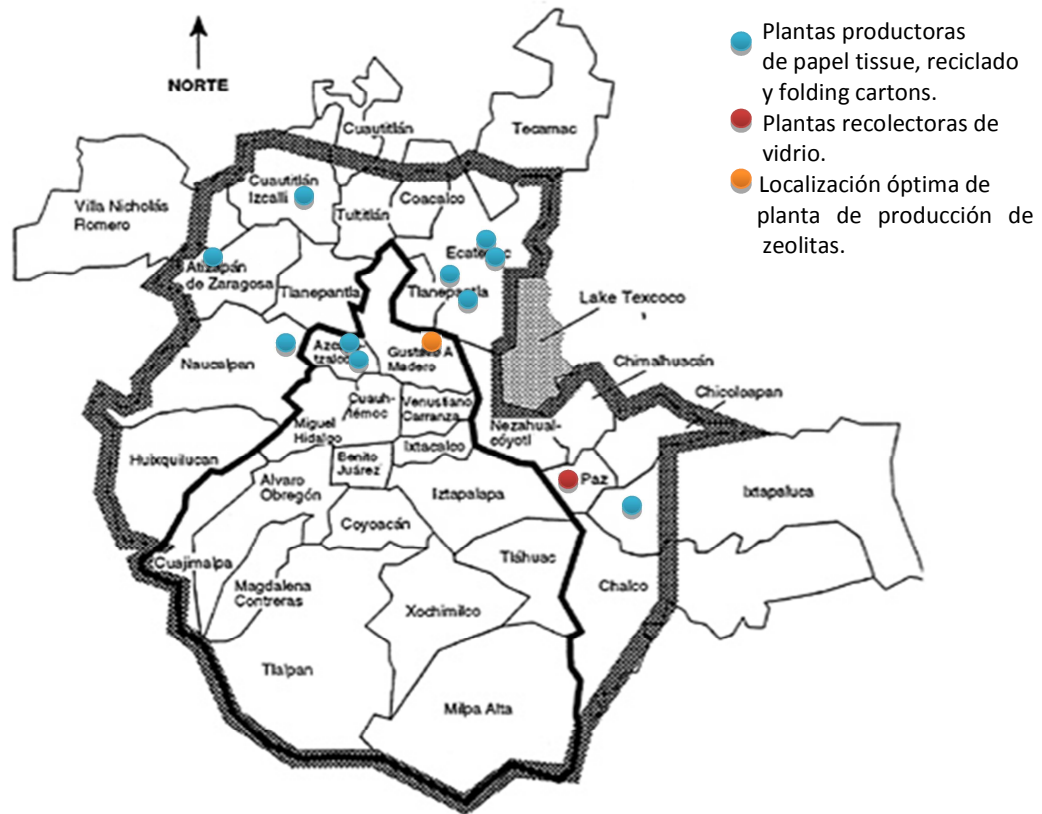 Plantas productoras
de papel tissue, reciclado
y folding cartons.
Plantas recolectoras de
vidrio.
Localización óptima de
planta de producción de
zeolitas.
NORTE
Cuautitlán
Tecamac
Villa Nicholás
Romero
Cuautitlán
Izcalli
Tultitlán
Coacalco
Atizapán
de Zaragosa
Tlanepantla
Tlanepantla
Lake Texcoco
Naucalpan
Gustavo A
Madero
Chimalhuacán
Chicoloapan
Cuauh-
témoc
Venustiano
Carranza
Miguel
Hidalgo
Nezahual-
cóyotl
Ixtacalco
Huixquilucan
Benito
Juárez
Alvaro
Obregón
Iztapalapa
Paz
Ixtapaluca
Coyoacán
Cuajimalpa
Tláhuac
Magdalena
Contreras
Chalco
Xochimilco
Tlalpan
Milpa Alta